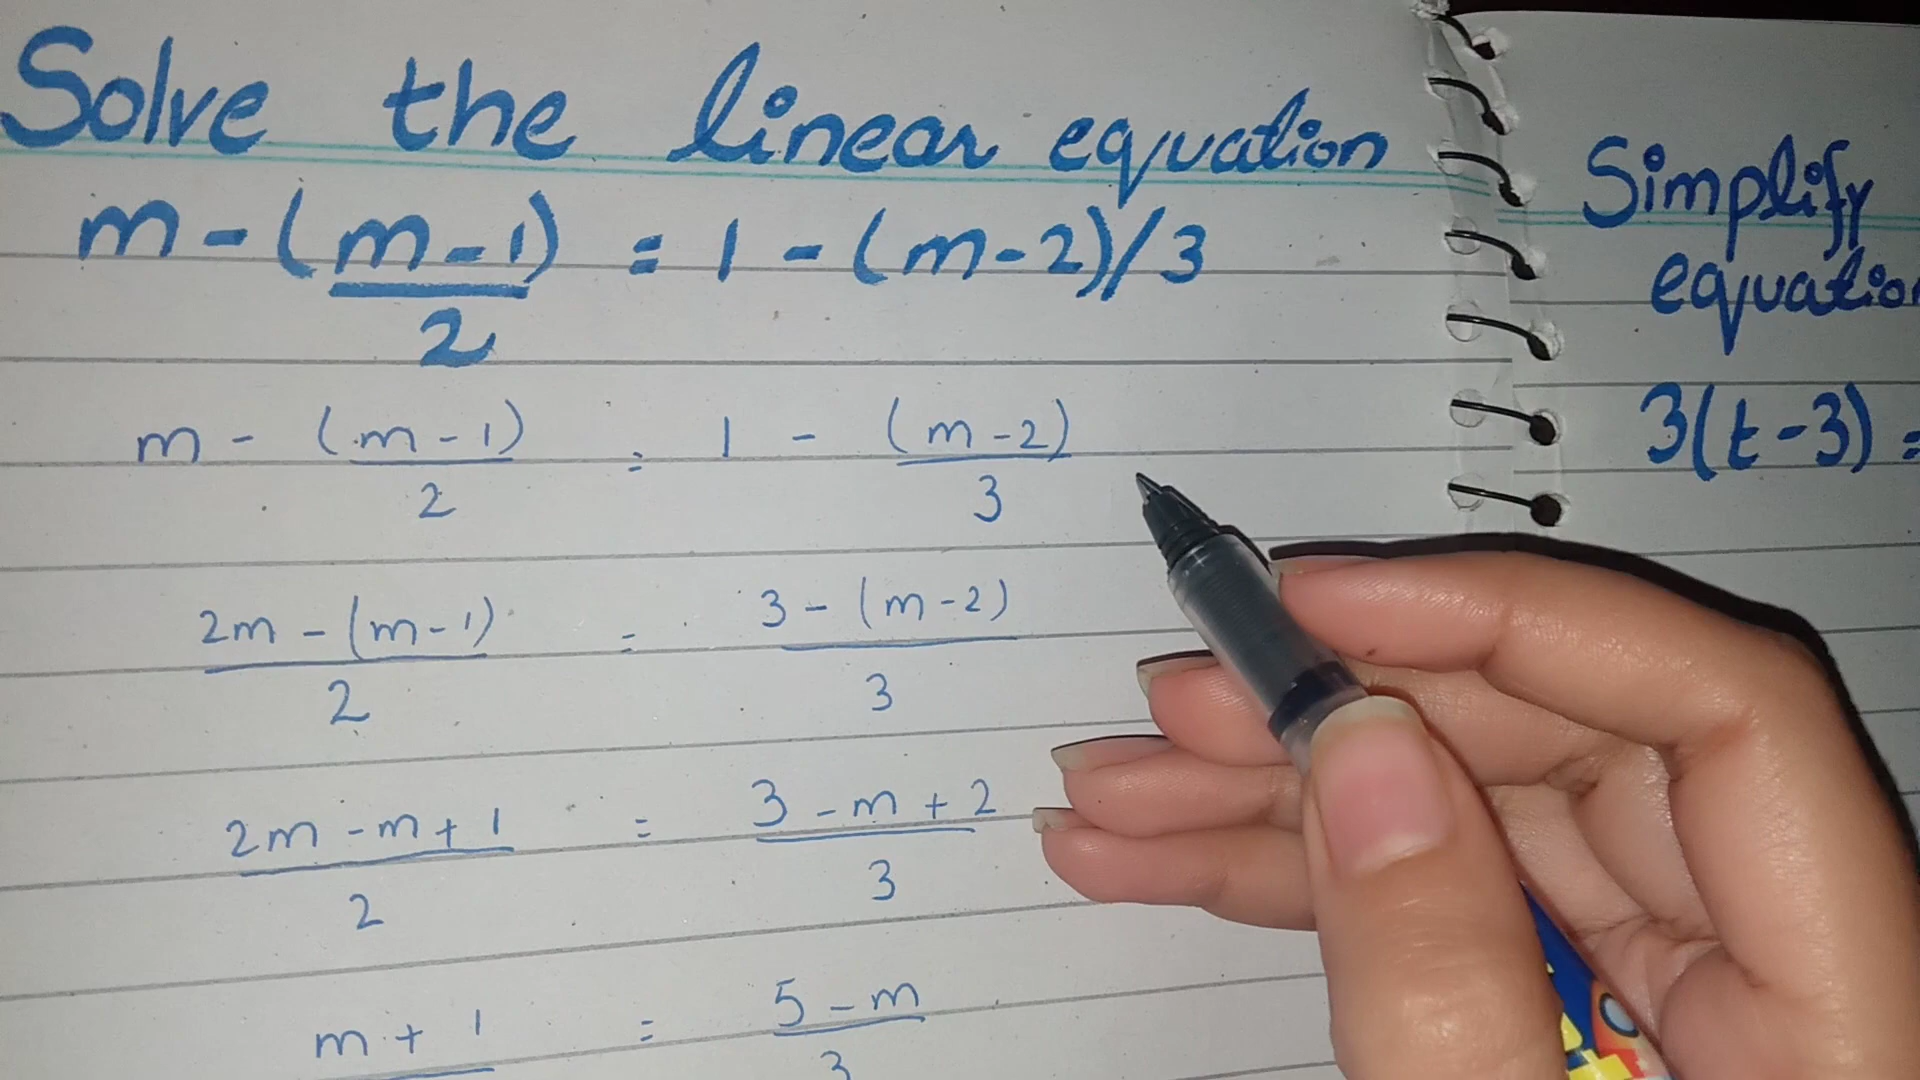 Solve the linear equation
m - (m-1)/2 = 1 - (m-2)/3
m - (m-1)/2 = 1 - (m-2)/3
2m - (m-1)/2 = 3 - (m-2)/3
2m - m + 1/2 = 3 - m + 2/3
m + 1 = 5 - m/3
Simplify
equation
3(t-3) =